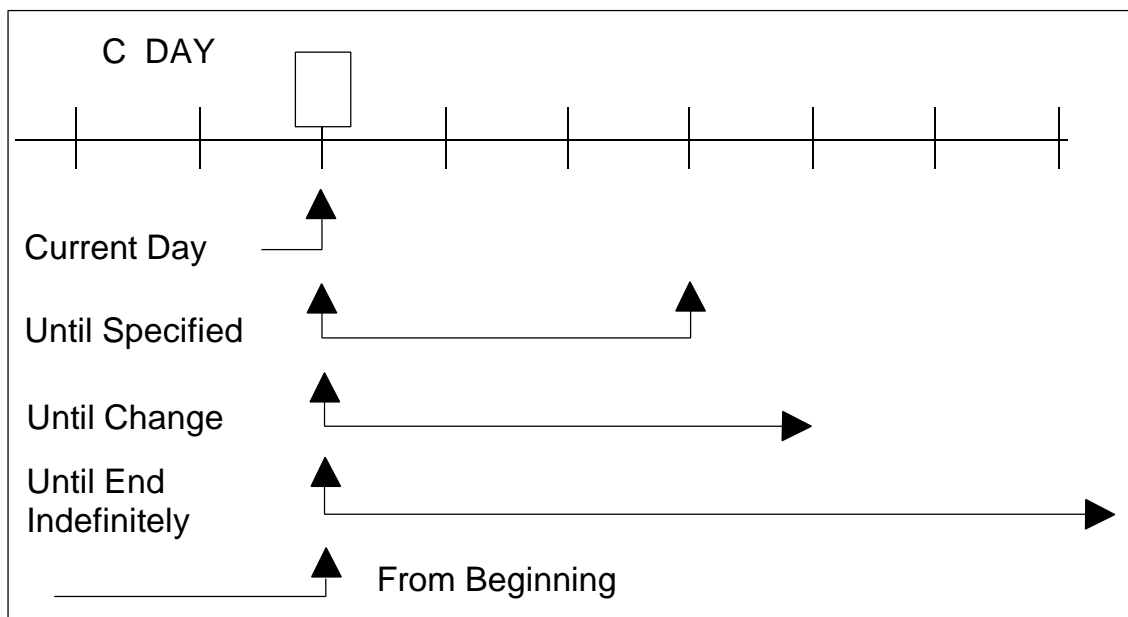 C DAY
Current Day
Until Specified
Until Change
Until End
Indefinitely
From Beginning